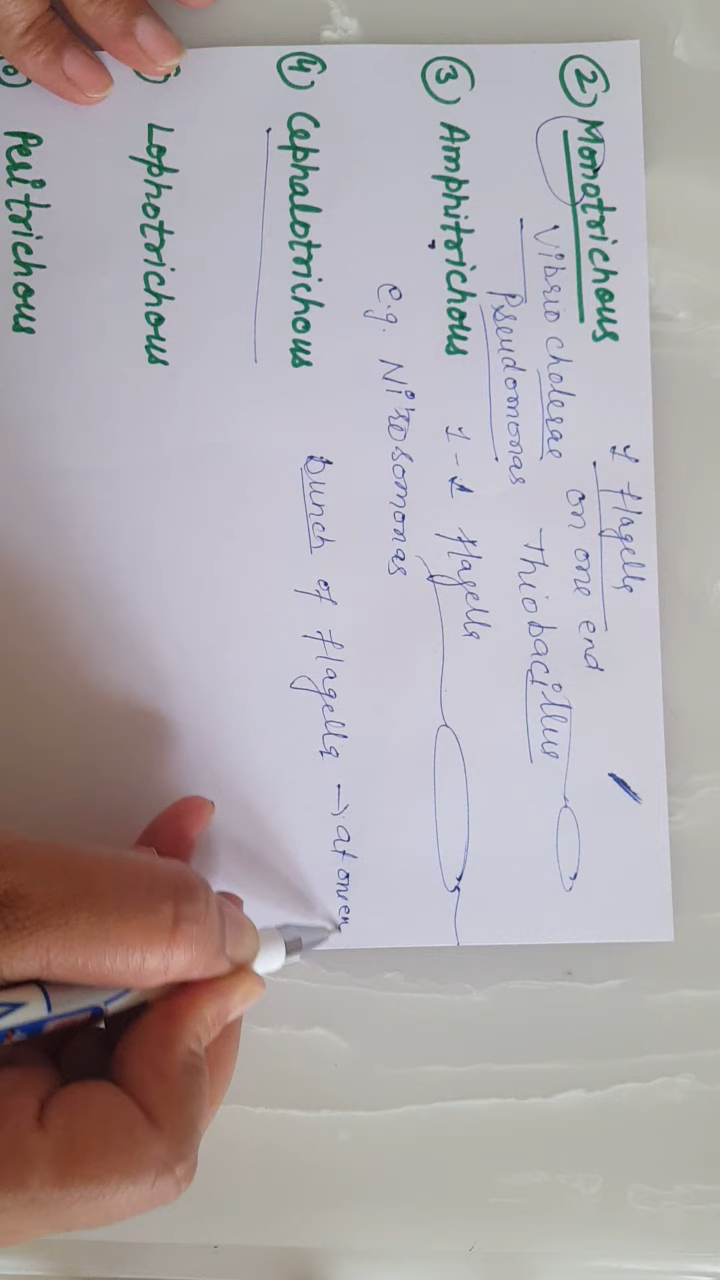 ② Monotrichous 1 flagella
on one end
Vibrio cholerae Thiobacillus
Pseudomonas
③ Amphitrichous 1-1 flagella
e.g. Nitrosomonas
④ Cephalotrichous bunch of flagella → at one en
Lophotrichous
Peritrichous